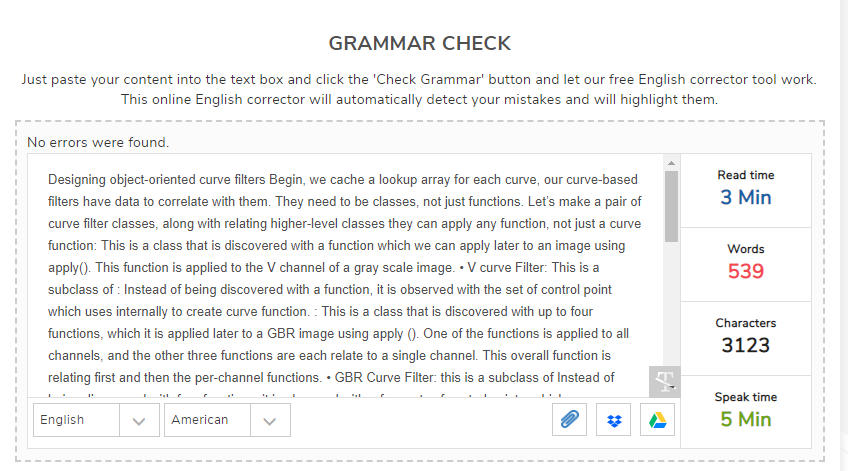 GRAMMAR CHECK
Just paste your content into the text box and click the 'Check Grammar' button and let our free English corrector tool work.
This online English corrector will automatically detect your mistakes and will highlight them.
No errors were found.
Designing object-oriented curve filters Begin, we cache a lookup array for each curve, our curve-based
filters have data to correlate with them. They need to be classes, not just functions. Let’s make a pair of
curve filter classes, along with relating higher-level classes they can apply any function, not just a curve
function: This is a class that is discovered with a function which we can apply later to an image using
apply(). This function is applied to the V channel of a gray scale image. • V curve Filter: This is a
subclass of : Instead of being discovered with a function, it is observed with the set of control point
which uses internally to create curve function. : This is a class that is discovered with up to four
functions, which it is applied later to a GBR image using apply (). One of the functions is applied to all
channels, and the other three functions are each relate to a single channel. This overall function is
relating first and then the per-channel functions. • GBR Curve Filter: this is a subclass of Instead of
Read time
3 Min
Words
539
Characters
3123
Speak time
5 Min
English
American